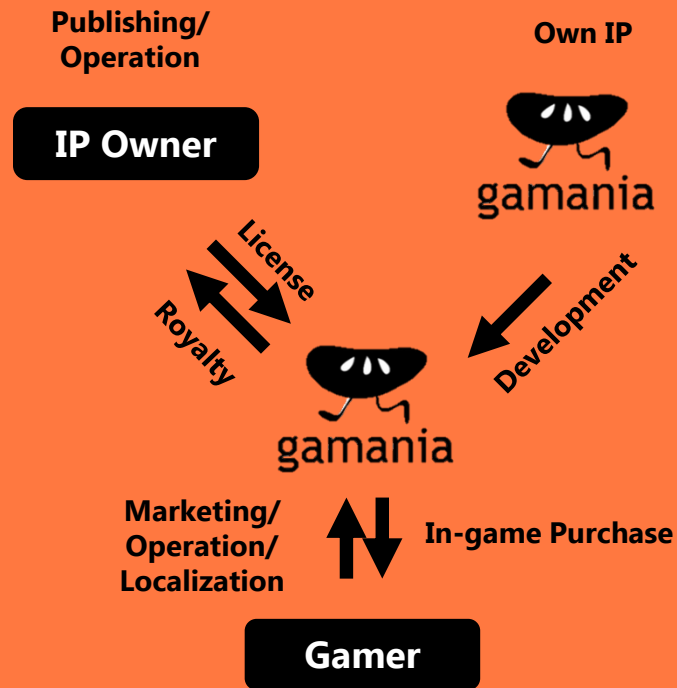 Publishing/
Operation
Own IP
IP Owner
gamania
License
Royalty
Development
gamania
Marketing/
Operation/
Localization
In-game Purchase
Gamer